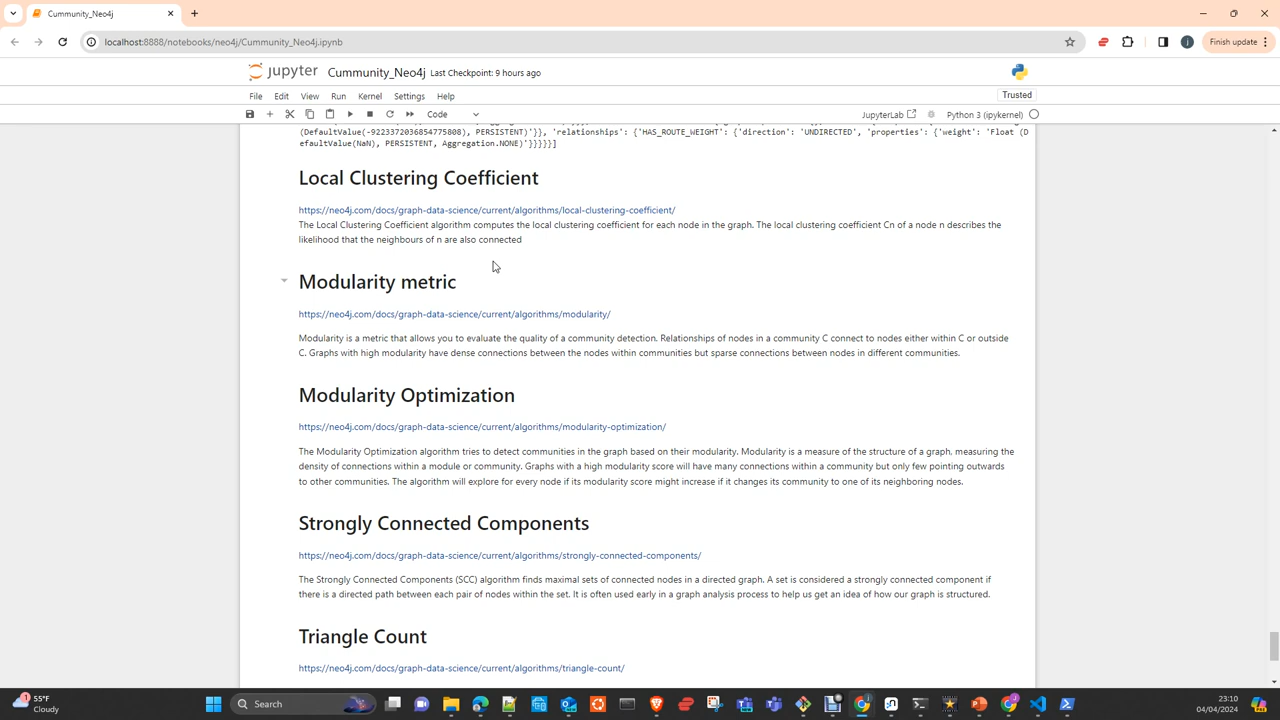 Cummunity_Neo4j
localhost:8888/notebooks/neo4j/Cummunity_Neo4j.ipynb
Finish update
jupyter Cummunity_Neo4j Last Checkpoint: 9 hours ago
File Edit View Run Kernel Settings Help
Trusted
Code
JupyterLab
Python 3 (ipykernel)
(DefaultValue(-9223372036854775808), PERSISTENT)'}}, 'relationships': {'HAS_ROUTE_WEIGHT': {'direction': 'UNDIRECTED', 'properties': {'weight': 'Float (D
efaultValue(NaN), PERSISTENT, Aggregation.NONE)'}}}}}]
Local Clustering Coefficient
https://neo4j.com/docs/graph-data-science/current/algorithms/local-clustering-coefficient/
The Local Clustering Coefficient algorithm computes the local clustering coefficient for each node in the graph. The local clustering coefficient Cn of a node n describes the
likelihood that the neighbours of n are also connected
Modularity metric
https://neo4j.com/docs/graph-data-science/current/algorithms/modularity/
Modularity is a metric that allows you to evaluate the quality of a community detection. Relationships of nodes in a community C connect to nodes either within C or outside
C. Graphs with high modularity have dense connections between the nodes within communities but sparse connections between nodes in different communities.
Modularity Optimization
https://neo4j.com/docs/graph-data-science/current/algorithms/modularity-optimization/
The Modularity Optimization algorithm tries to detect communities in the graph based on their modularity. Modularity is a measure of the structure of a graph, measuring the
density of connections within a module or community. Graphs with a high modularity score will have many connections within a community but only few pointing outwards
to other communities. The algorithm will explore for every node if its modularity score might increase if it changes its community to one of its neighboring nodes.
Strongly Connected Components
https://neo4j.com/docs/graph-data-science/current/algorithms/strongly-connected-components/
The Strongly Connected Components (SCC) algorithm finds maximal sets of connected nodes in a directed graph. A set is considered a strongly connected component if
there is a directed path between each pair of nodes within the set. It is often used early in a graph analysis process to help us get an idea of how our graph is structured.
Triangle Count
https://neo4j.com/docs/graph-data-science/current/algorithms/triangle-count/
1
55°F
Cloudy
Search
23:10
04/04/2024